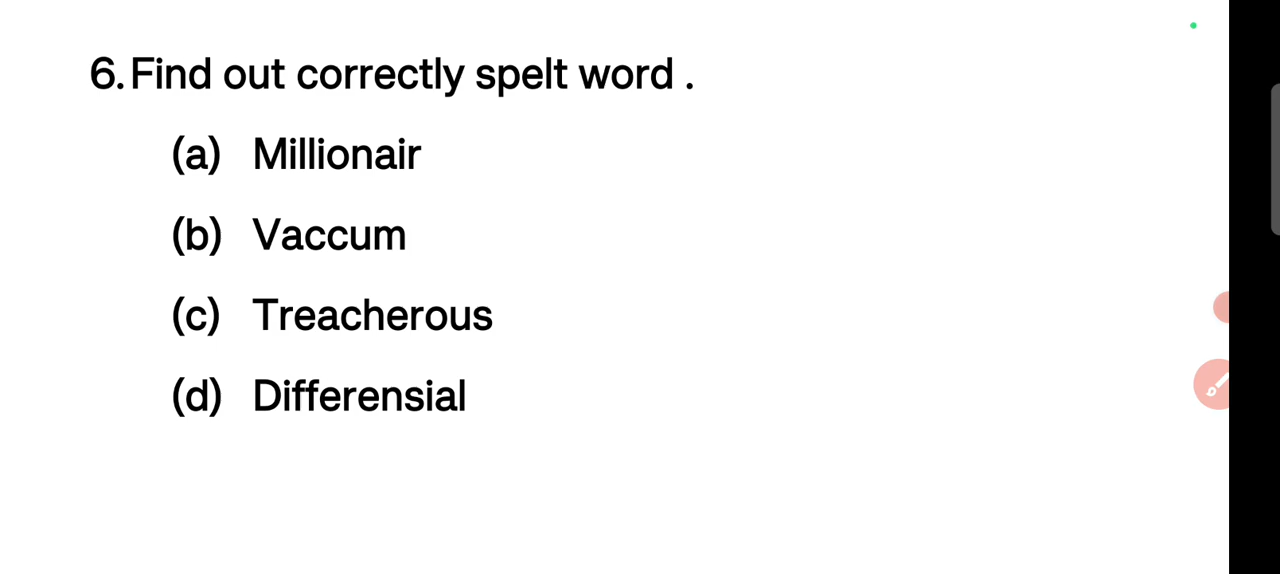 6. Find out correctly spelt word .
(a) Millionair
(b) Vaccum
(c) Treacherous
(d) Differensial